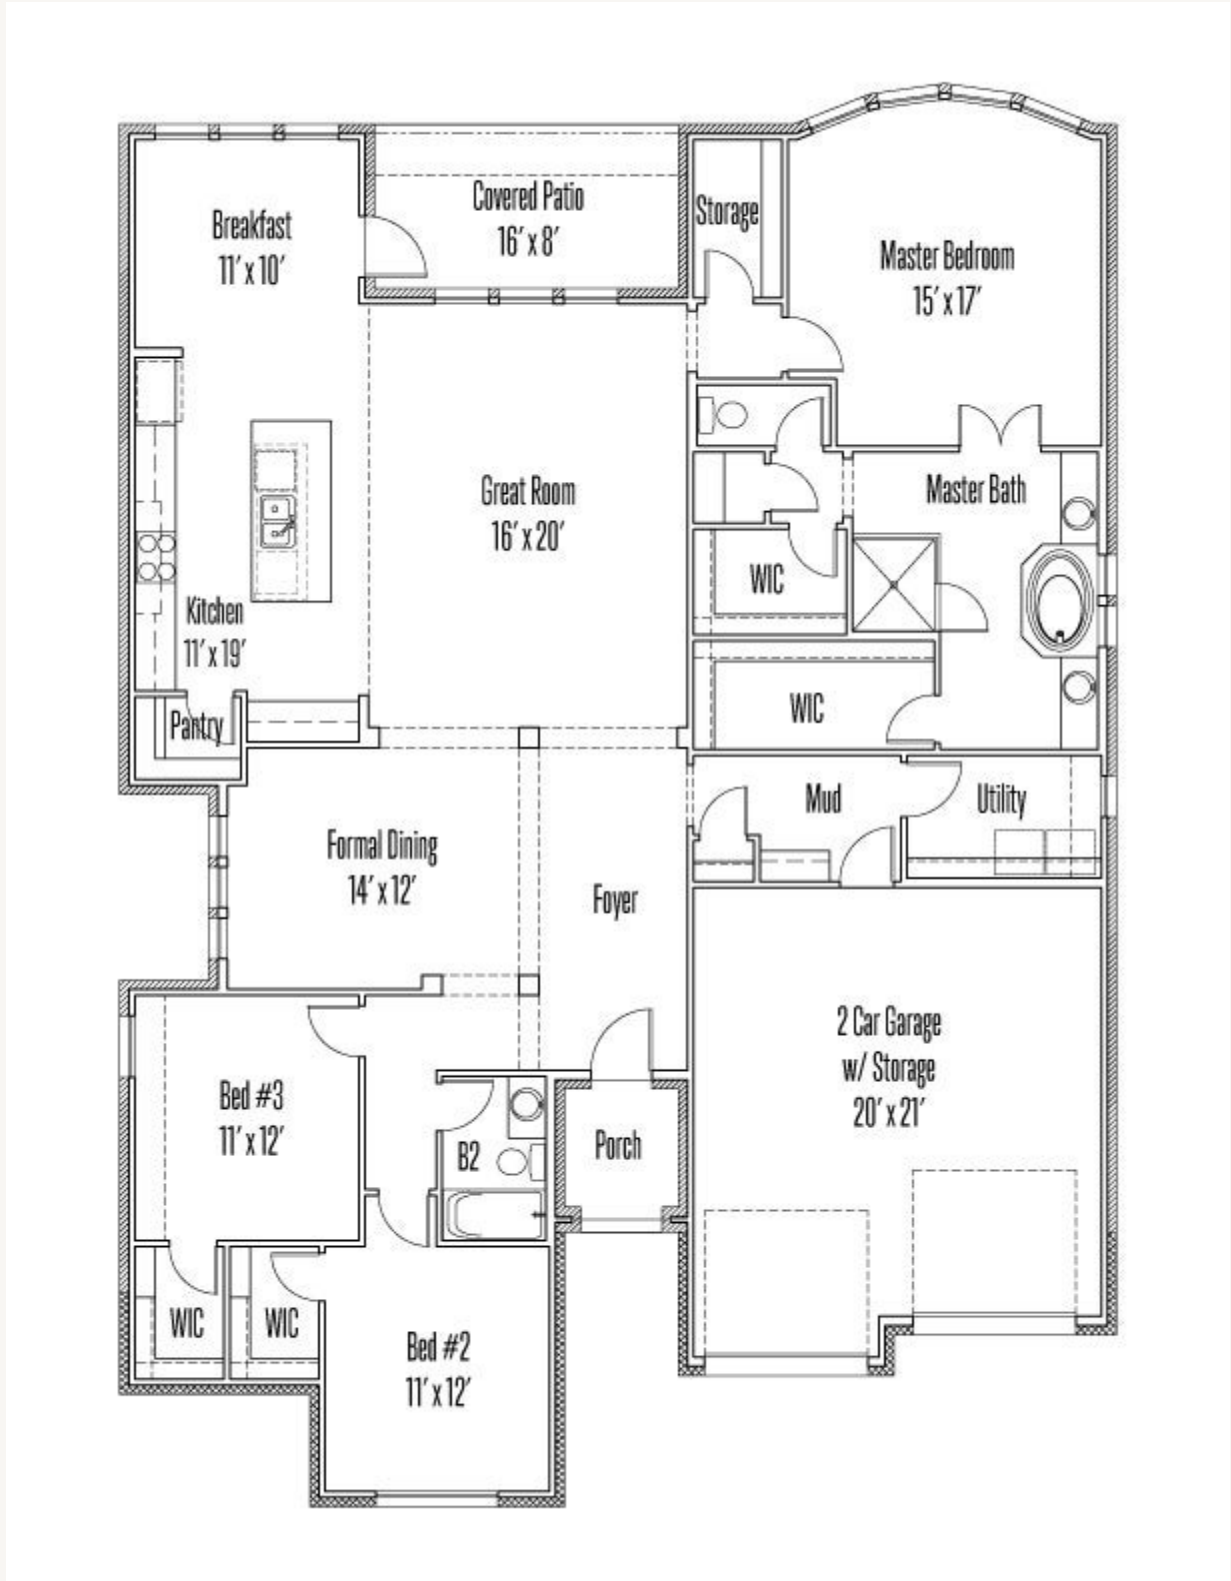 Breakfast
11′ x 10′
Covered Patio
16′ x 8′
Storage
Master Bedroom
15′ x 17′
Great Room
16′ x 20′
Master Bath
WIC
Kitchen
11′ x 19′
WIC
Pantry
Mud
Utility
Formal Dining
14′ x 12′
Foyer
2 Car Garage
w/ Storage
20′ x 21′
Bed #3
11′ x 12′
B2
Porch
WIC
WIC
Bed #2
11′ x 12′